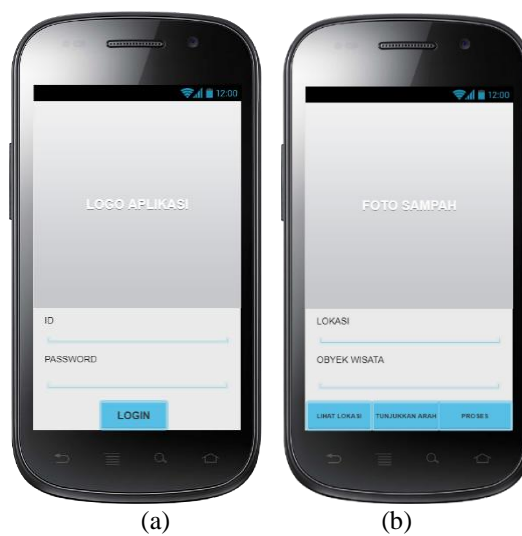 12:00
LOGO APLIKASI
ID
PASSWORD
LOGIN
(a)
12:00
FOTO SAMPAH
LOKASI
OBYEK WISATA
LIHAT LOKASI TUNJUKKAN ARAH PROSES
(b)